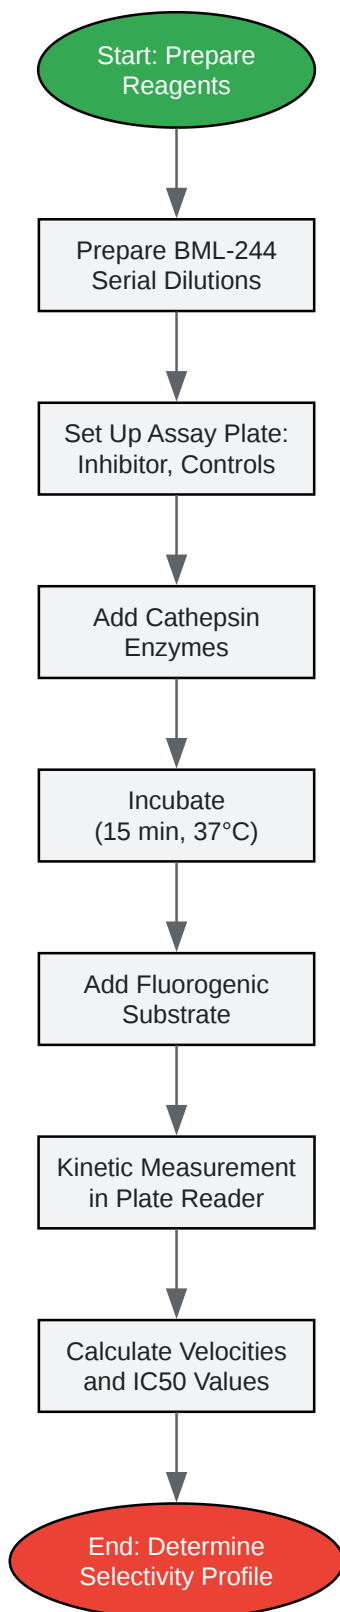 Start: Prepare
Reagents
Prepare BML-244
Serial Dilutions
Set Up Assay Plate:
Inhibitor, Controls
Add Cathepsin
Enzymes
Incubate
(15 min, 37°C)
Add Fluorogenic
Substrate
Kinetic Measurement
in Plate Reader
Calculate Velocities
and IC50 Values
End: Determine
Selectivity Profile